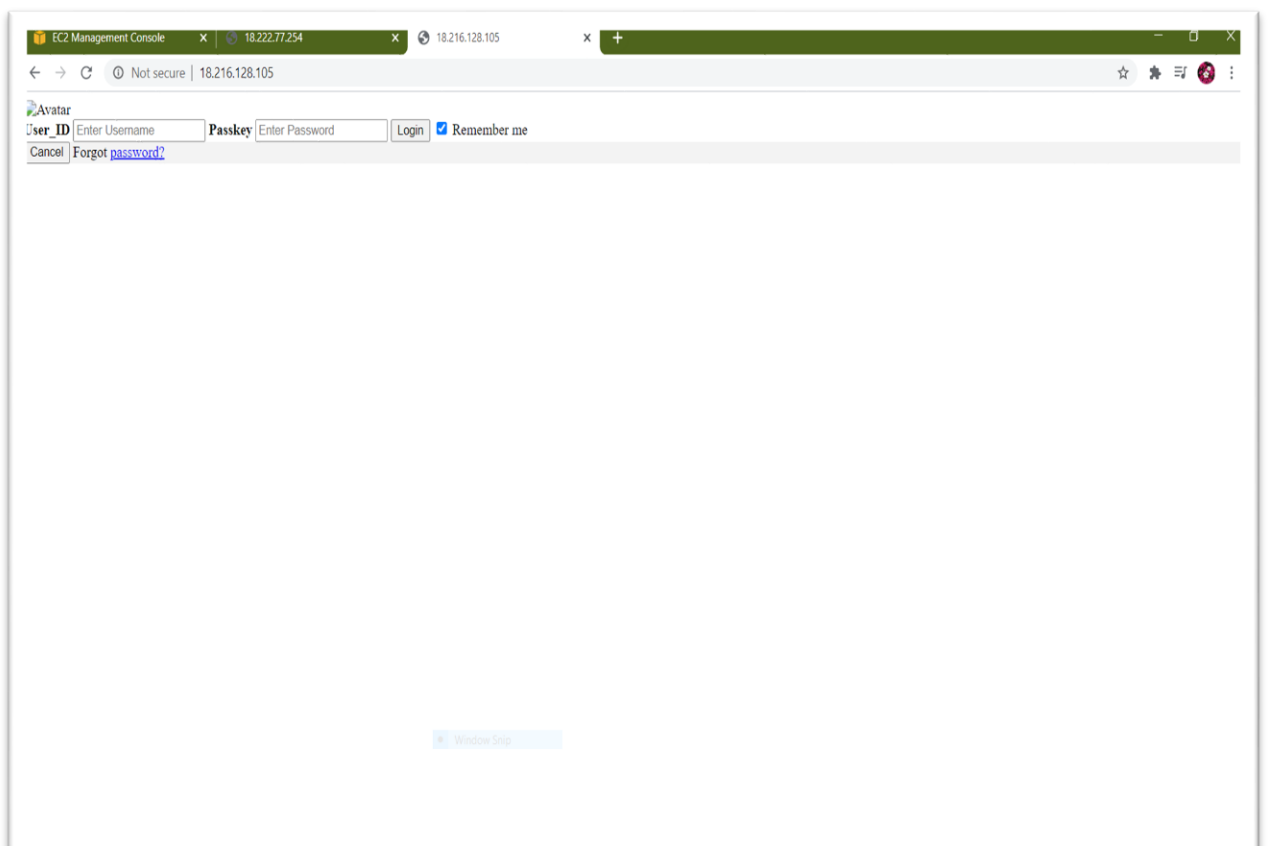 EC2 Management Console 18.222.77.254 18.216.128.105
Not secure 18.216.128.105
Avatar
User_ID Enter Username Passkey Enter Password Login Remember me
Cancel Forgot password?
Window Snip